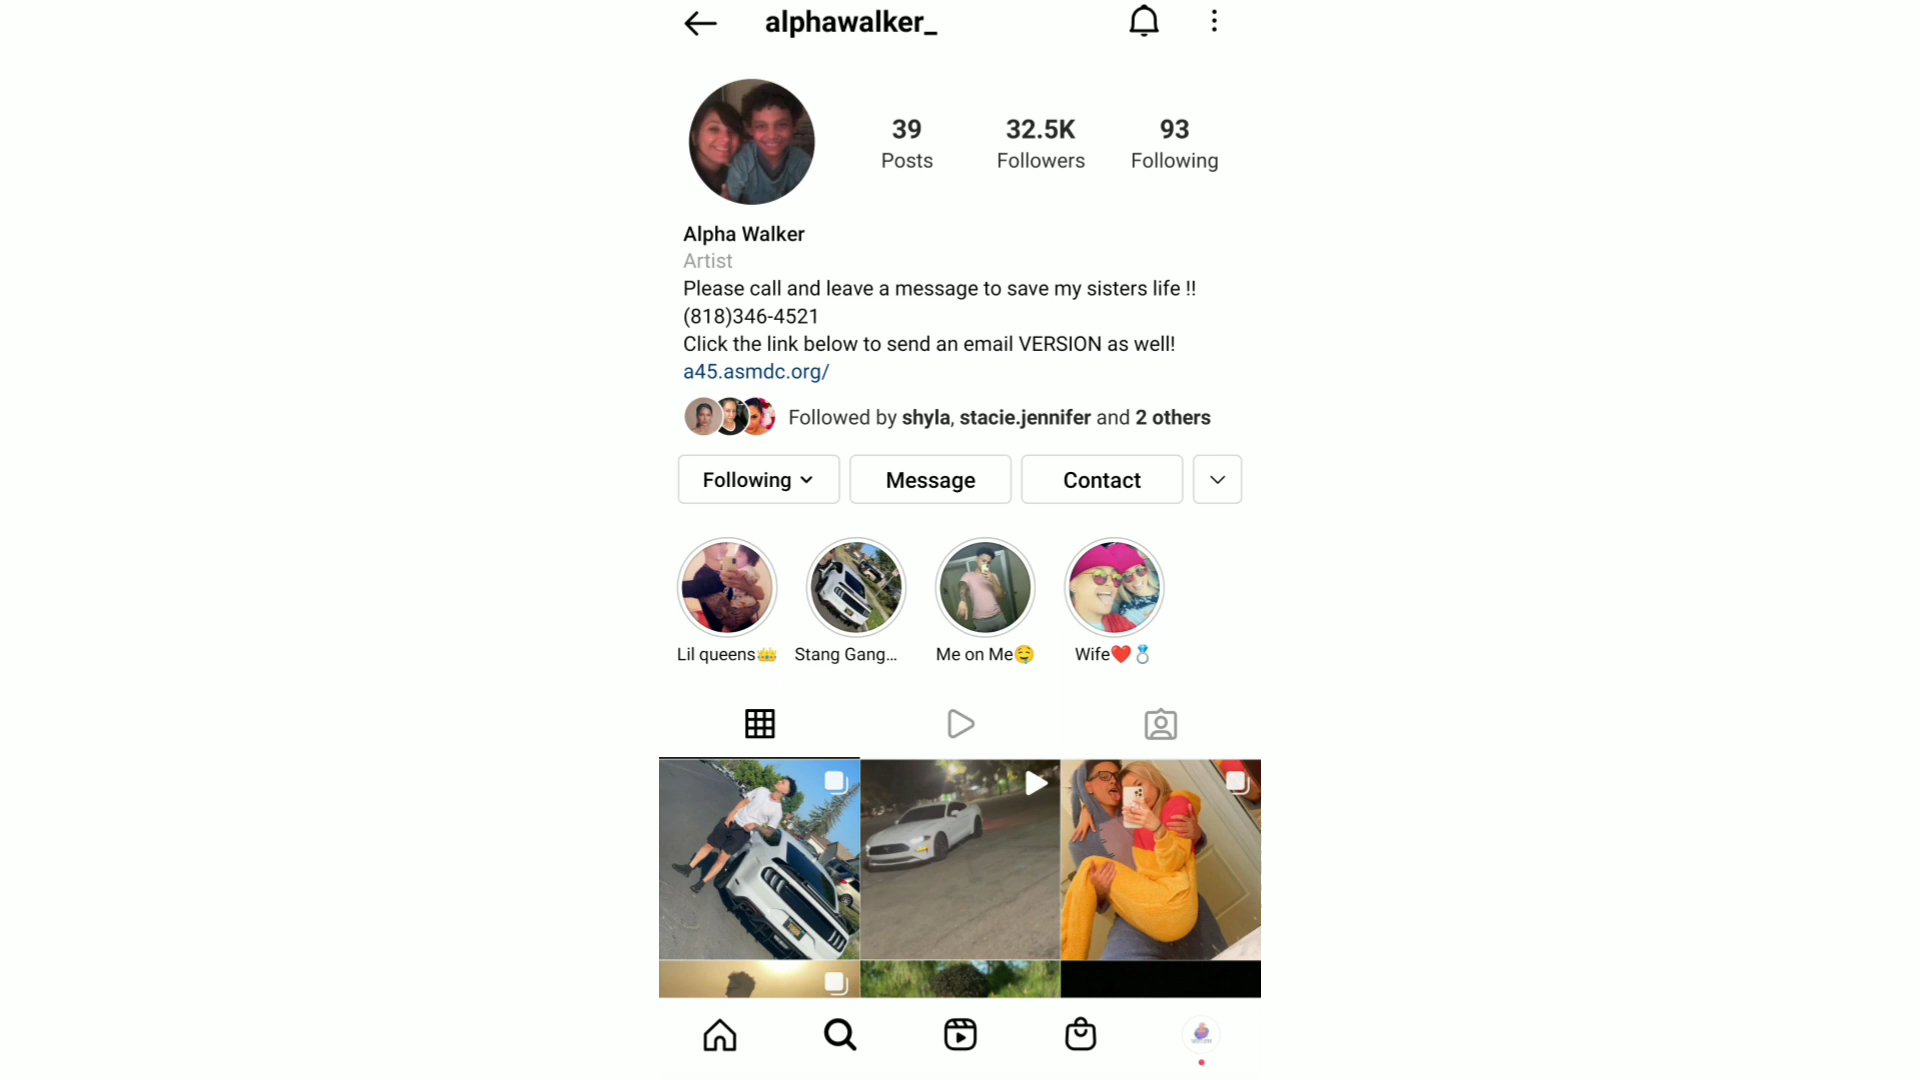 alphawalker_
39
32.5K
93
Posts
Followers
Following
Alpha Walker
Artist
Please call and leave a message to save my sisters life !!
(818)346-4521
Click the link below to send an email VERSION as well!
a45.asmdc.org/
Followed by shyla, stacie.jennifer and 2 others
Following
Message
Contact
Lil queens👑
Stang Gang...
Me on Me🤤
Wife❤️💍